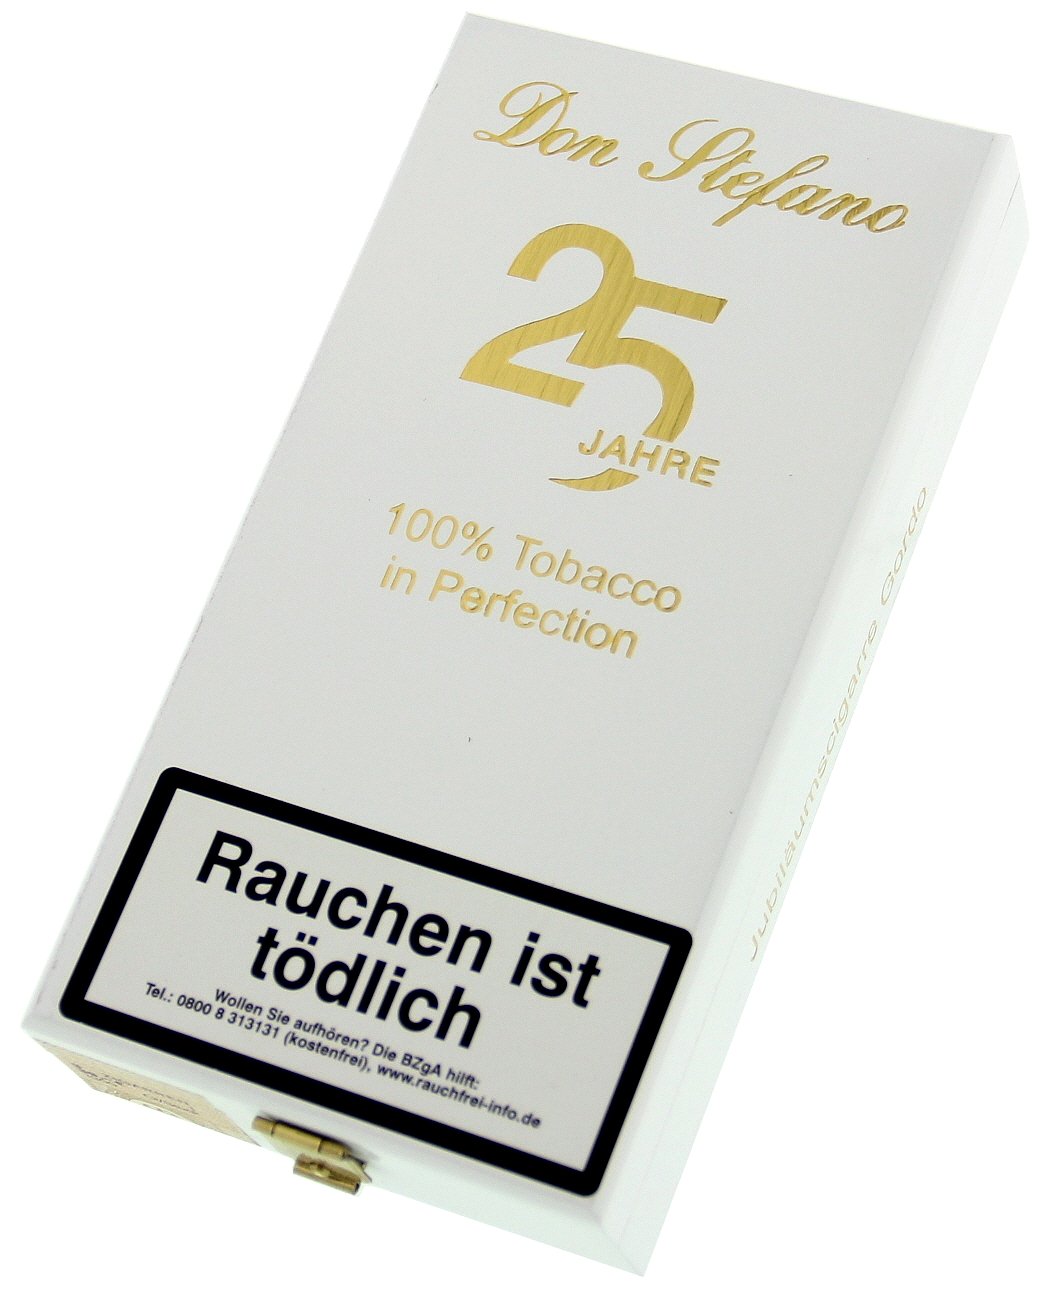 Don Stefano
25
JAHRE
100% Tobacco
in Perfection
Jubiläumscigarre Gordo
Rauchen ist
tödlich
Wollen Sie aufhören? Die BZgA hilft:
Tel.: 0800 8 313131 (kostenfrei), www.rauchfrei-info.de